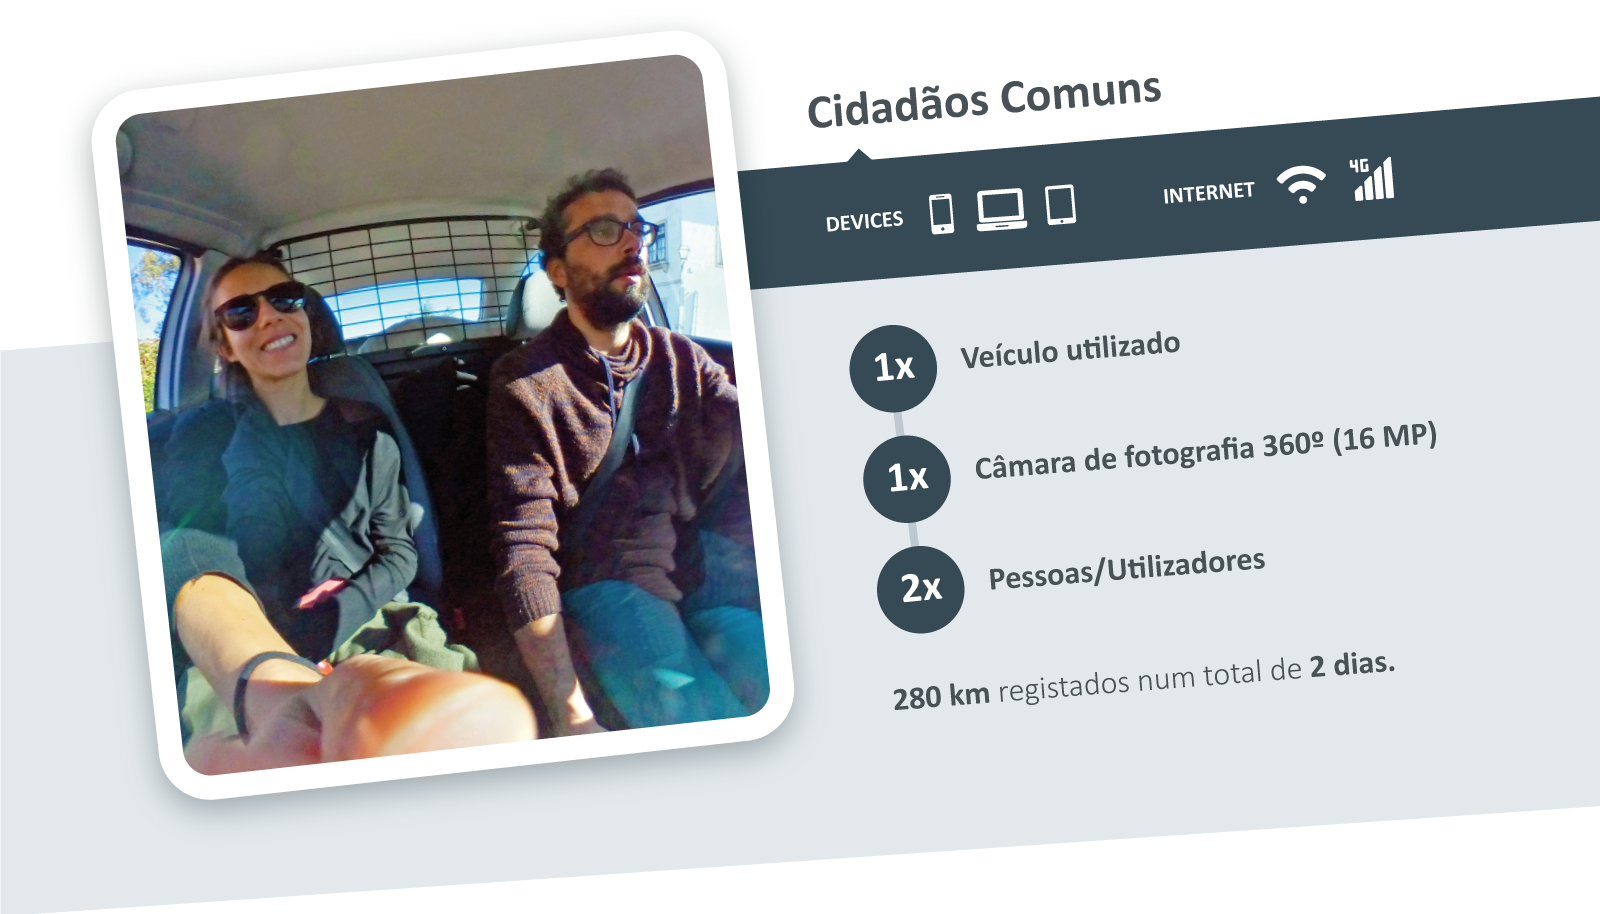 Cidadãos Comuns
DEVICES
INTERNET
4G
1x Veículo utilizado
1x Câmara de fotografia 360º (16 MP)
2x Pessoas/Utilizadores
280 km registados num total de 2 dias.